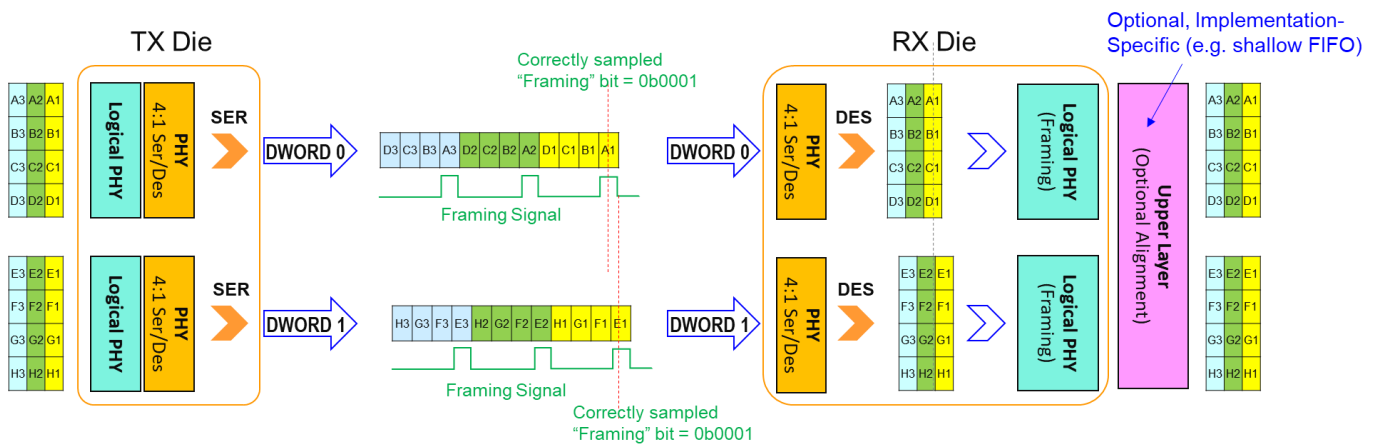 Optional, Implementation-
Specific (e.g. shallow FIFO)
TX Die
RX Die
Correctly sampled
“Framing” bit = 0b0001
A3 A2 A1
B3 B2 B1
C3 C2 C1
D3 D2 D1
Logical PHY
PHY
4:1 Ser/Des
SER
DWORD 0
D3 C3 B3 A3 D2 C2 B2 A2 D1 C1 B1 A1
Framing Signal
DWORD 0
PHY
4:1 Ser/Des
DES
A3 A2 A1
B3 B2 B1
C3 C2 C1
D3 D2 D1
Logical PHY
(Framing)
Upper Layer
(Optional Alignment)
A3 A2 A1
B3 B2 B1
C3 C2 C1
D3 D2 D1
E3 E2 E1
F3 F2 F1
G3 G2 G1
H3 H2 H1
Logical PHY
PHY
4:1 Ser/Des
SER
DWORD 1
H3 G3 F3 E3 H2 G2 F2 E2 H1 G1 F1 E1
Framing Signal
Correctly sampled
“Framing” bit = 0b0001
DWORD 1
PHY
4:1 Ser/Des
DES
E3 E2 E1
F3 F2 F1
G3 G2 G1
H3 H2 H1
Logical PHY
(Framing)
E3 E2 E1
F3 F2 F1
G3 G2 G1
H3 H2 H1